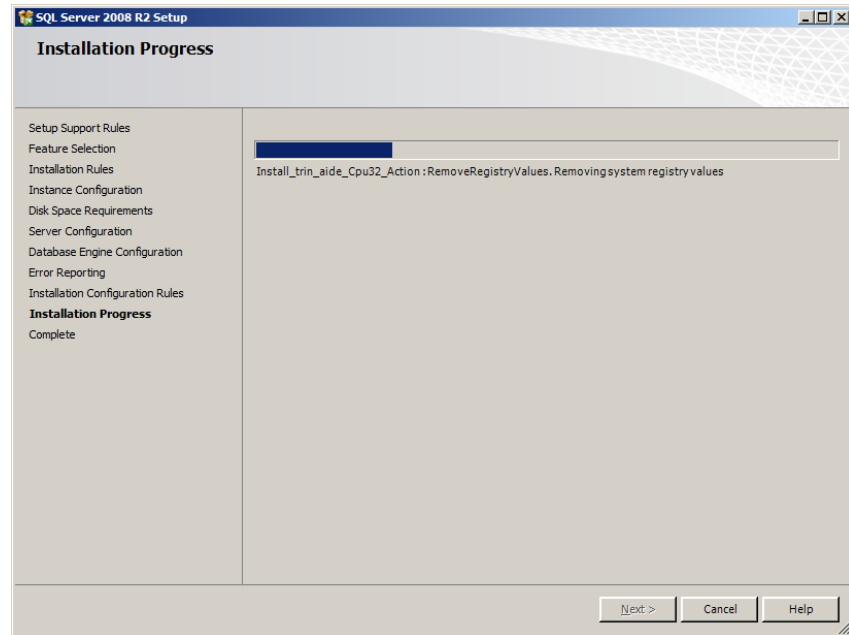 SQL Server 2008 R2 Setup
Installation Progress
Setup Support Rules
Feature Selection
Installation Rules
Instance Configuration
Disk Space Requirements
Server Configuration
Database Engine Configuration
Error Reporting
Installation Configuration Rules
Installation Progress
Complete
Install_trin_aide_Cpu32_Action : RemoveRegistryValues. Removing system registry values
Next >
Cancel
Help